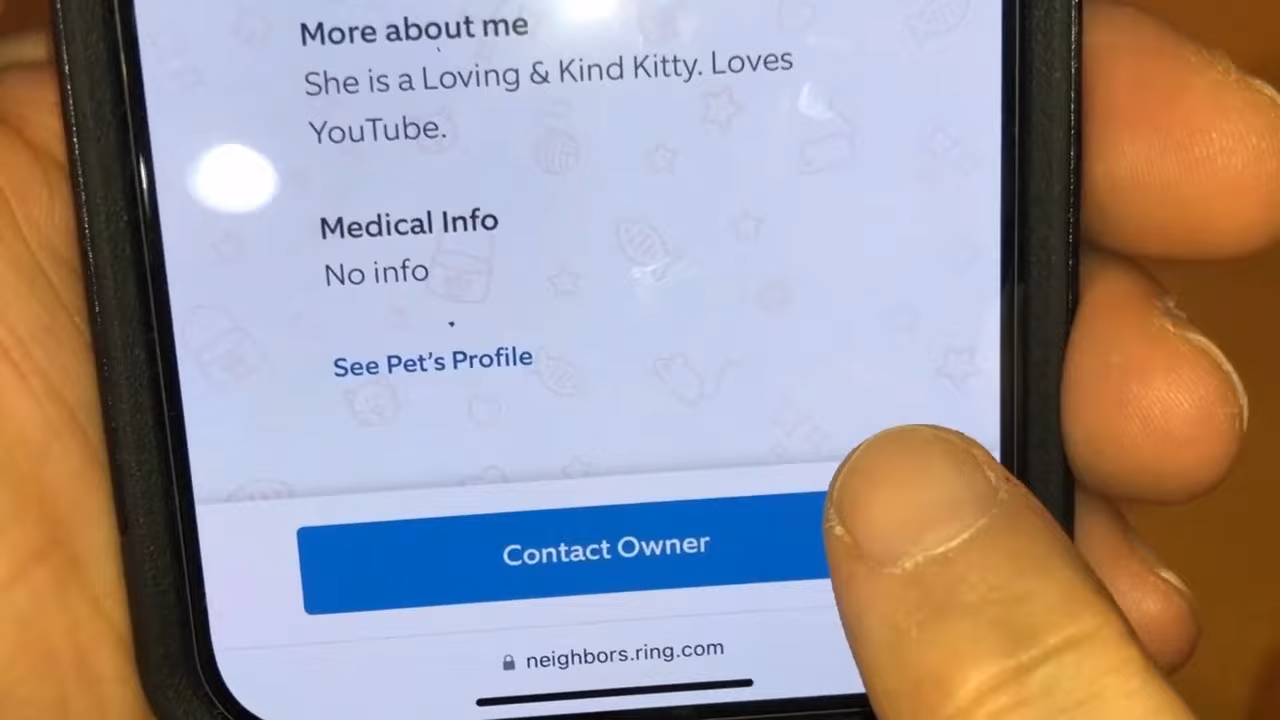 More about me
She is a Loving & Kind Kitty. Loves
YouTube.
Medical Info
No info
See Pet's Profile
Contact Owner
neighbors.ring.com